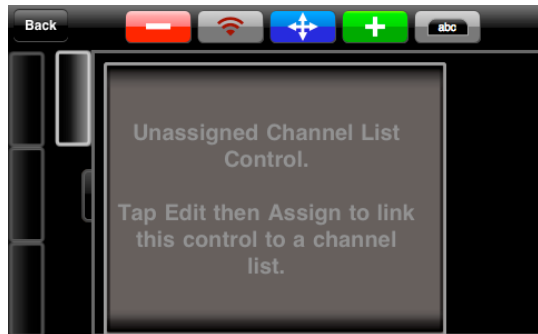 Back
abc
Unassigned Channel List
Control.
Tap Edit then Assign to link
this control to a channel
list.